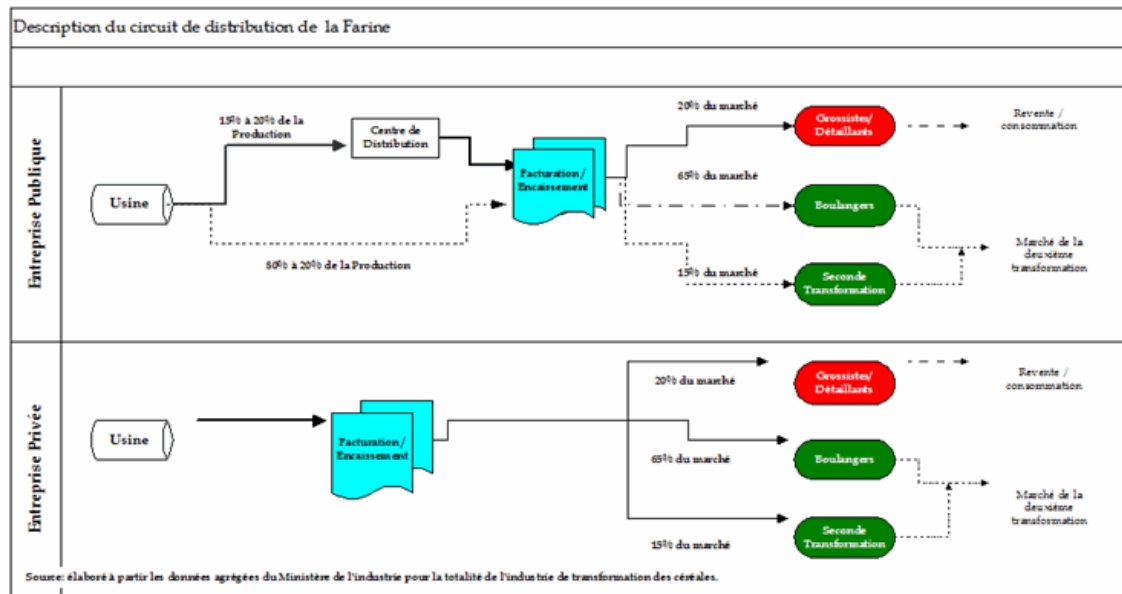 Description du circuit de distribution de la Farine
Entreprise Publique
15% à 20% de la
Production
Centre de
Distribution
Usine
80% à 20% de la Production
Facturation/
Encaissement
20% du marché
Grossistes/
Détaillants
Revente /
consommation
65% du marché
Boulangers
Marché de la
deuxième
transformation
15% du marché
Seconde
Transformation
Entreprise Privée
Usine
Facturation/
Encaissement
20% du marché
Grossistes/
Détaillants
Revente /
consommation
65% du marché
Boulangers
Marché de la
deuxième
transformation
15% du marché
Seconde
Transformation
Source: élaboré à partir les données agrégées du Ministère de l'industrie pour la totalité de l'industrie de transformation des céréales.